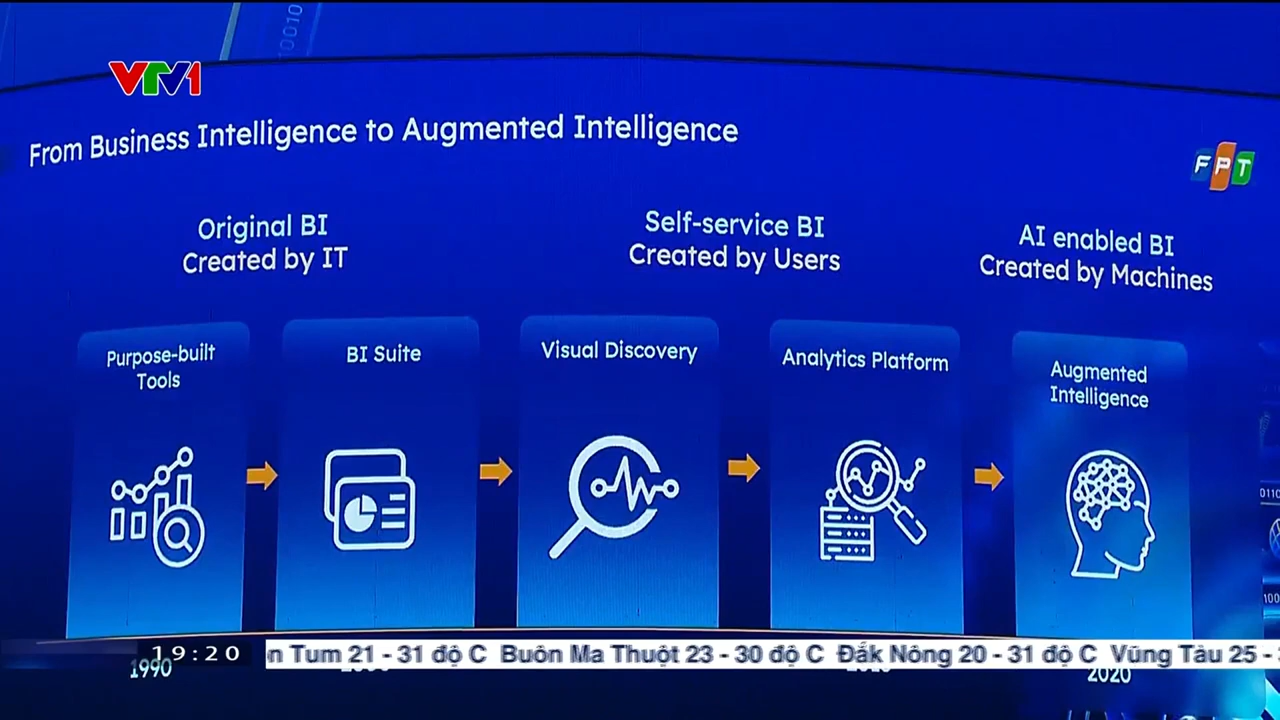 VTV1
From Business Intelligence to Augmented Intelligence
FPT
Original BI
Created by IT
Self-service BI
Created by Users
AI enabled BI
Created by Machines
Purpose-built
Tools
BI Suite
Visual Discovery
Analytics Platform
Augmented
Intelligence
19:20
n Tum 21 - 31 độ C Buôn Ma Thuột 23 - 30 độ C Đắk Nông 20 - 31 độ C Vũng Tàu 25 -
1990
2020